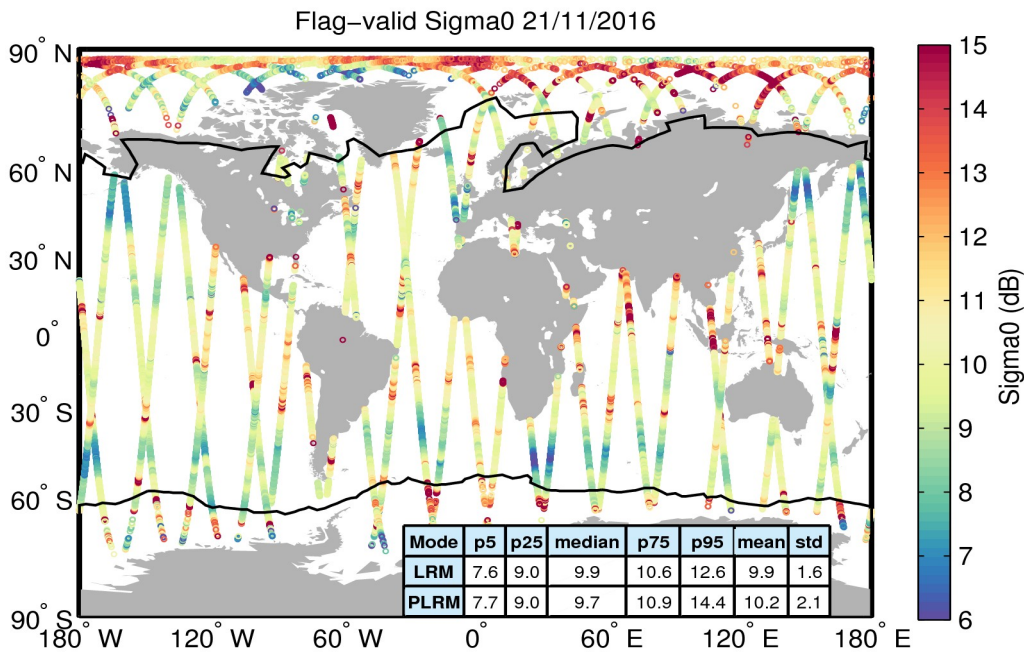 Flag−valid Sigma0 21/11/2016
90° N
60° N
30° N
0°
30° S
60° S
90° S
180° W
120° W
60° W
0°
60° E
120° E
180° E
15
14
13
12
11
10
9
8
7
6
Sigma0 (dB)
Mode p5 p25 median p75 p95 mean std
LRM 7.6 9.0 9.9 10.6 12.6 9.9 1.6
PLRM 7.7 9.0 9.7 10.9 14.4 10.2 2.1